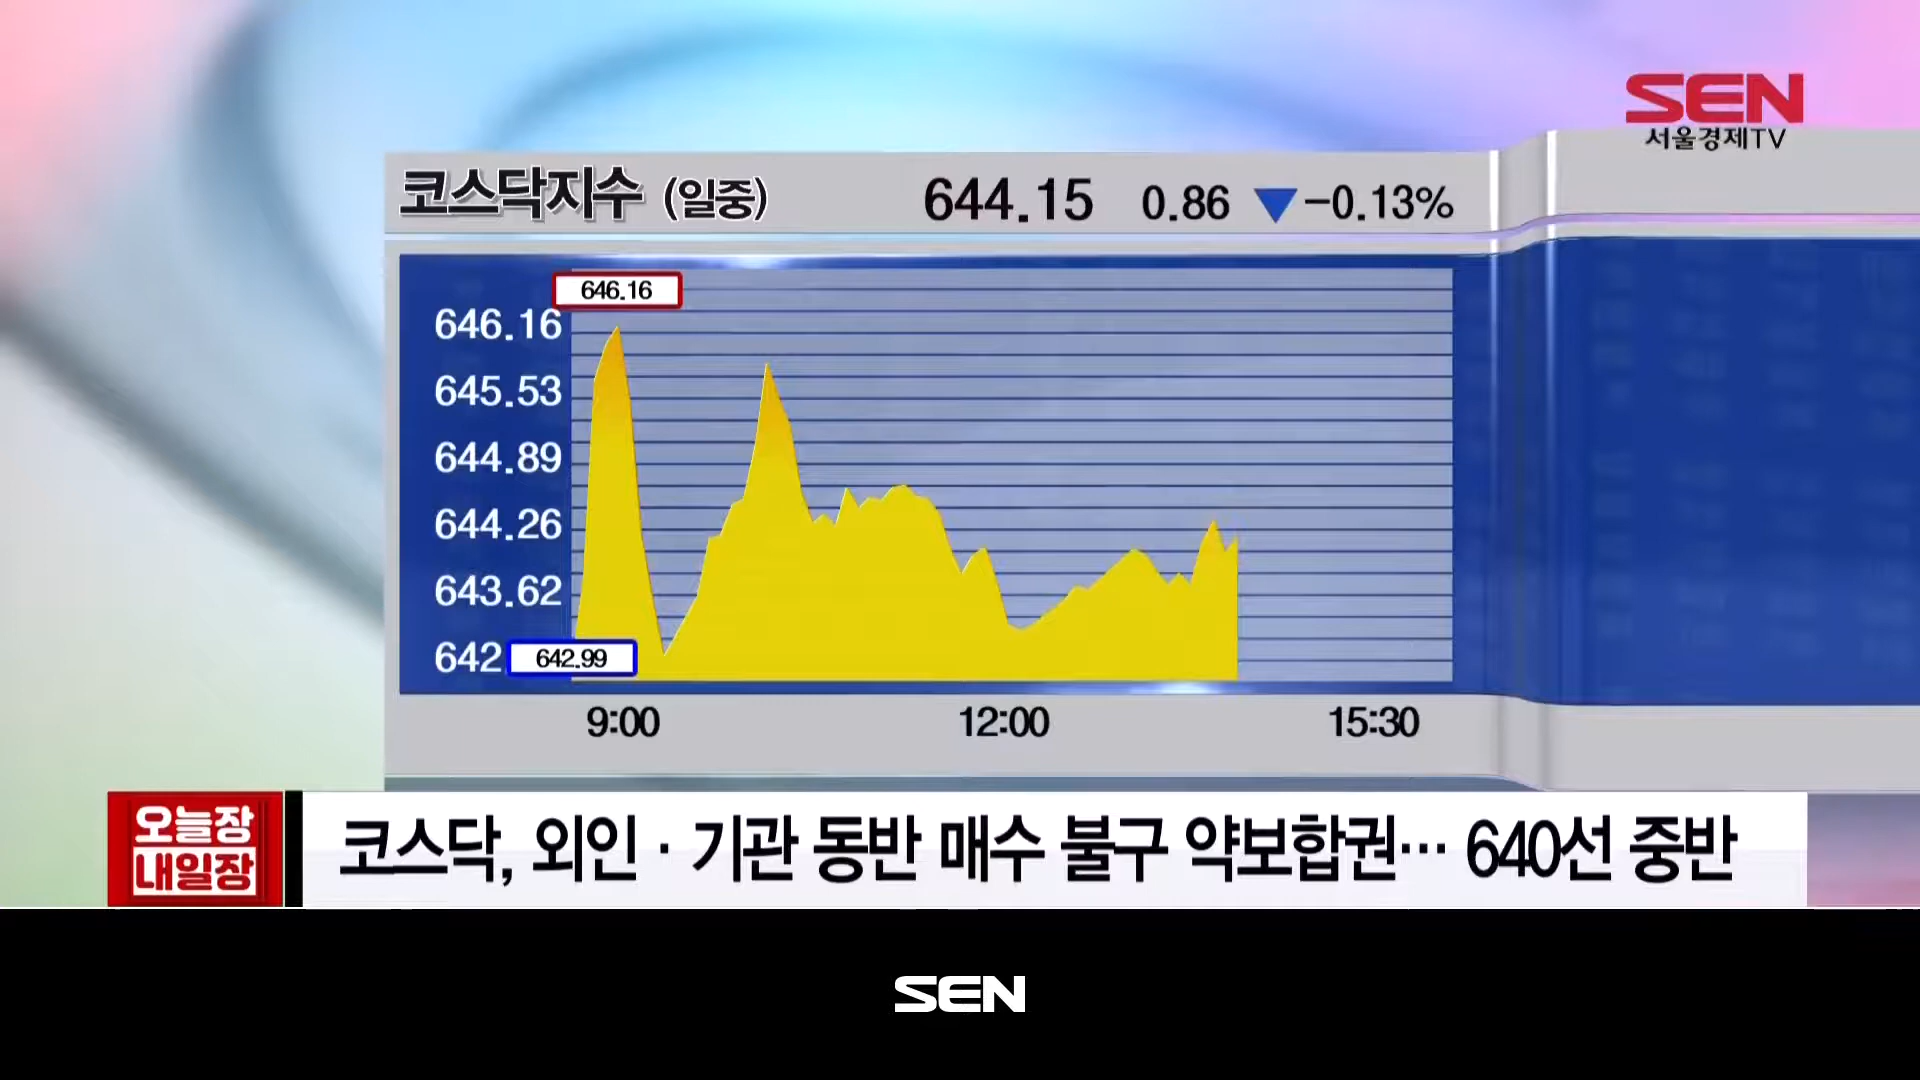 SEN
서울경제TV
코스닥지수 (일중) 644.15 0.86 ▼-0.13%
646.16
646.16
645.53
644.89
644.26
643.62
642
642.99
9:00 12:00 15:30
오늘장
내일장
코스닥, 외인·기관 동반 매수 불구 약보합권… 640선 중반
SEN